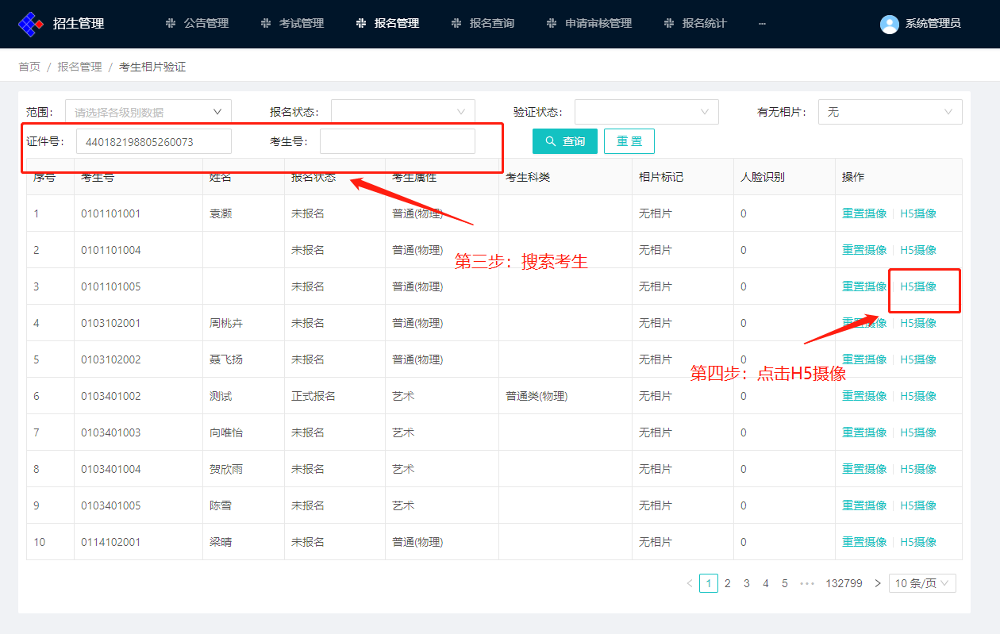 招生管理 公告管理 考试管理 报名管理 报名查询 申请审核管理 报名统计 ··· 系统管理员
首页 / 报名管理 / 考生相片验证
范围: 请选择各级别数据 报名状态: 验证状态: 有无相片: 无
证件号: 440182198805260073 考生号: 查询 重置
序号 考生号 姓名 报名状态 考生属性 考生科类 相片标记 人脸识别 操作
1 0101101001 袁灏 未报名 普通(物理) 无相片 0 重置摄像 H5摄像
2 0101101004 未报名 普通(物理) 无相片 0 重置摄像 H5摄像
第三步：搜索考生
3 0101101005 未报名 普通(物理) 无相片 0 重置摄像 H5摄像
4 0103102001 周桃卉 未报名 普通(物理) 无相片 0 重置摄像 H5摄像
5 0103102002 聂飞扬 未报名 普通(物理) 无相片 0 重置摄像 H5摄像
第四步：点击H5摄像
6 0103401002 测试 正式报名 艺术 普通类(物理) 无相片 0 重置摄像 H5摄像
7 0103401003 向唯怡 未报名 艺术 无相片 0 重置摄像 H5摄像
8 0103401004 贺欣雨 未报名 艺术 无相片 0 重置摄像 H5摄像
9 0103401005 陈雪 未报名 艺术 无相片 0 重置摄像 H5摄像
10 0114102001 梁晴 未报名 普通(物理) 无相片 0 重置摄像 H5摄像
< 1 2 3 4 5 ··· 132799 > 10 条/页